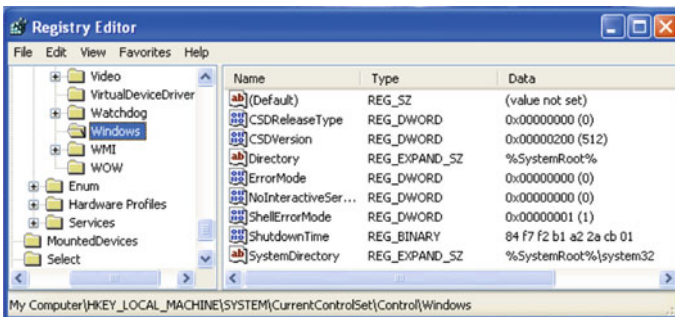 Registry Editor
File Edit View Favorites Help
Video
VirtualDeviceDriver
Watchdog
Windows
WMI
WOW
Enum
Hardware Profiles
Services
MountedDevices
Select
Name Type Data
(Default) REG_SZ (value not set)
CSDReleaseType REG_DWORD 0x00000000 (0)
CSDVersion REG_DWORD 0x00000200 (512)
Directory REG_EXPAND_SZ %SystemRoot%
ErrorMode REG_DWORD 0x00000000 (0)
NoInteractiveSer... REG_DWORD 0x00000000 (0)
ShellErrorMode REG_DWORD 0x00000001 (1)
ShutdownTime REG_BINARY 84 f7 f2 b1 a2 2a cb 01
SystemDirectory REG_EXPAND_SZ %SystemRoot%\system32
My Computer\HKEY_LOCAL_MACHINE\SYSTEM\CurrentControlSet\Control\Windows